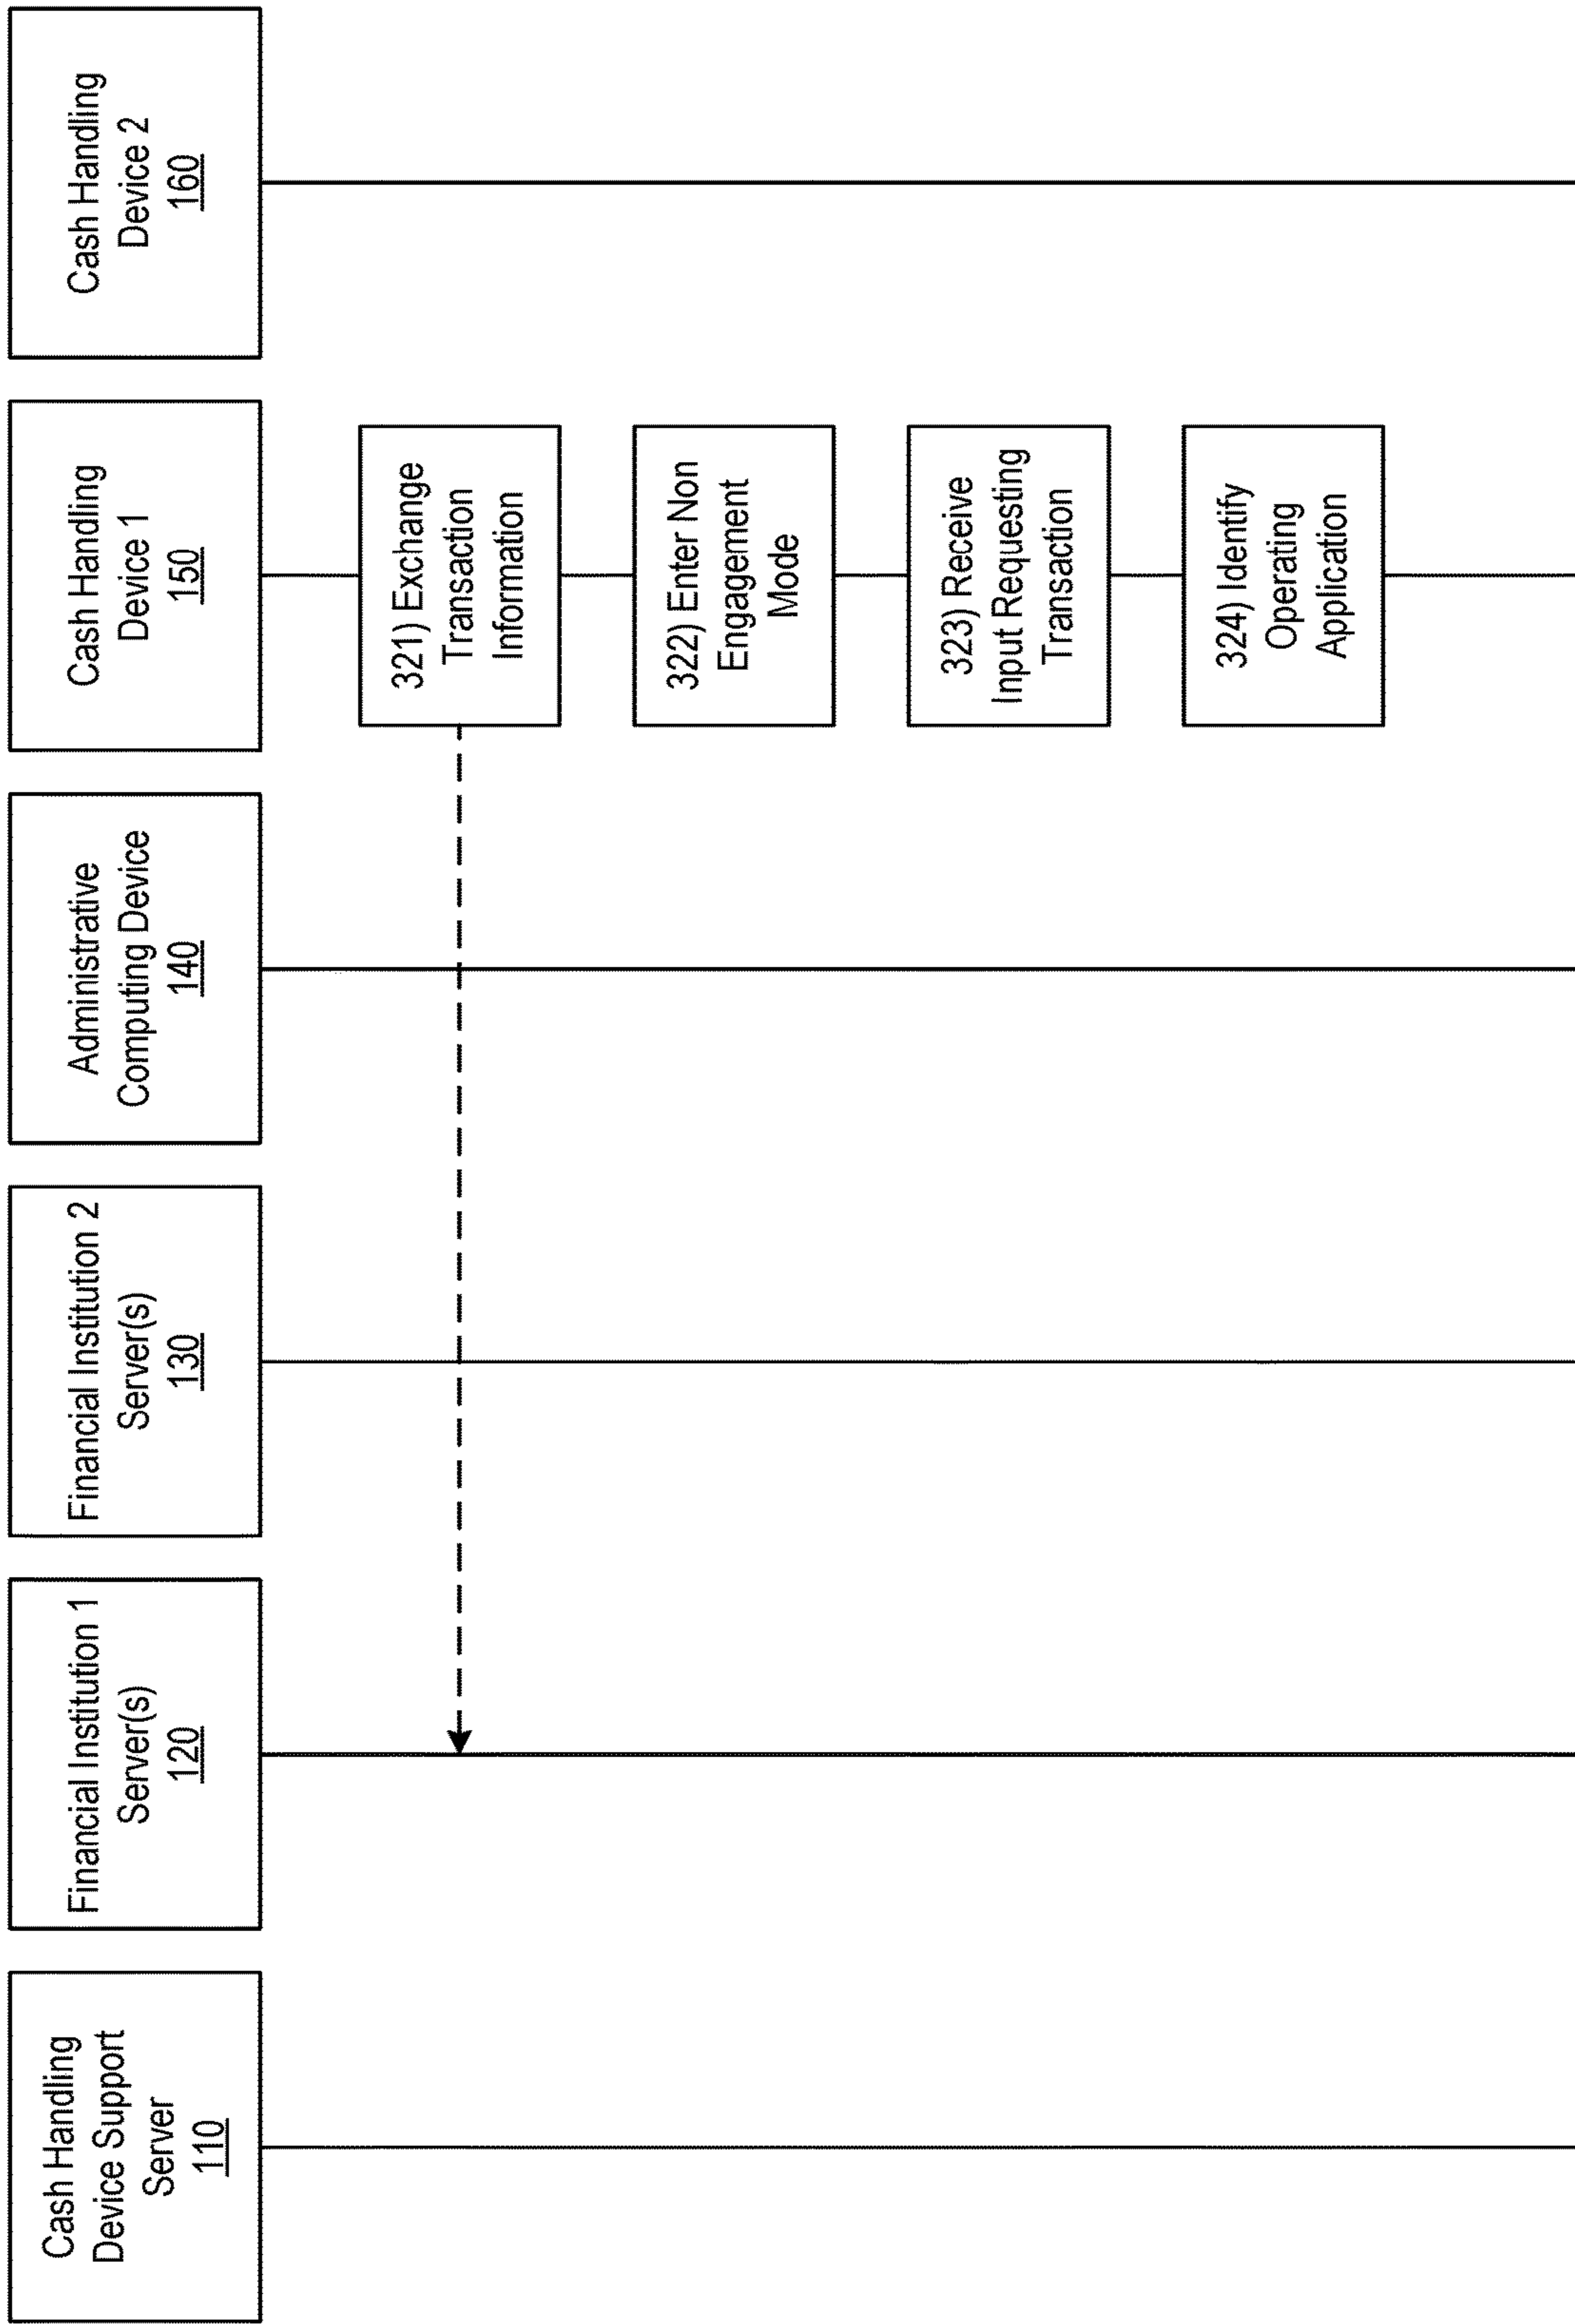 Cash Handling
Device Support
Server
110
Financial Institution 1
Server(s)
120
Financial Institution 2
Server(s)
130
Administrative
Computing Device
140
Cash Handling
Device 1
150
Cash Handling
Device 2
160
321) Exchange
Transaction
Information
322) Enter Non
Engagement
Mode
323) Receive
Input Requesting
Transaction
324) Identify
Operating
Application